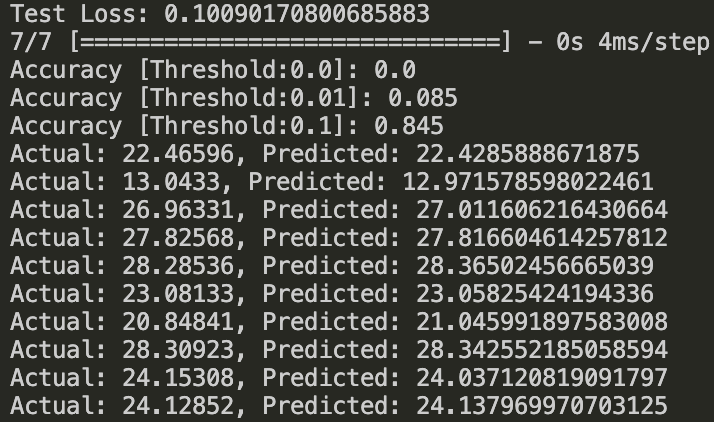 Test Loss: 0.10090170800685883
7/7 [==============================] - 0s 4ms/step
Accuracy [Threshold:0.0]: 0.0
Accuracy [Threshold:0.01]: 0.085
Accuracy [Threshold:0.1]: 0.845
Actual: 22.46596, Predicted: 22.4285888671875
Actual: 13.0433, Predicted: 12.971578598022461
Actual: 26.96331, Predicted: 27.011606216430664
Actual: 27.82568, Predicted: 27.816604614257812
Actual: 28.28536, Predicted: 28.36502456665039
Actual: 23.08133, Predicted: 23.05825424194336
Actual: 20.84841, Predicted: 21.045991897583008
Actual: 28.30923, Predicted: 28.342552185058594
Actual: 24.15308, Predicted: 24.037120819091797
Actual: 24.12852, Predicted: 24.137969970703125